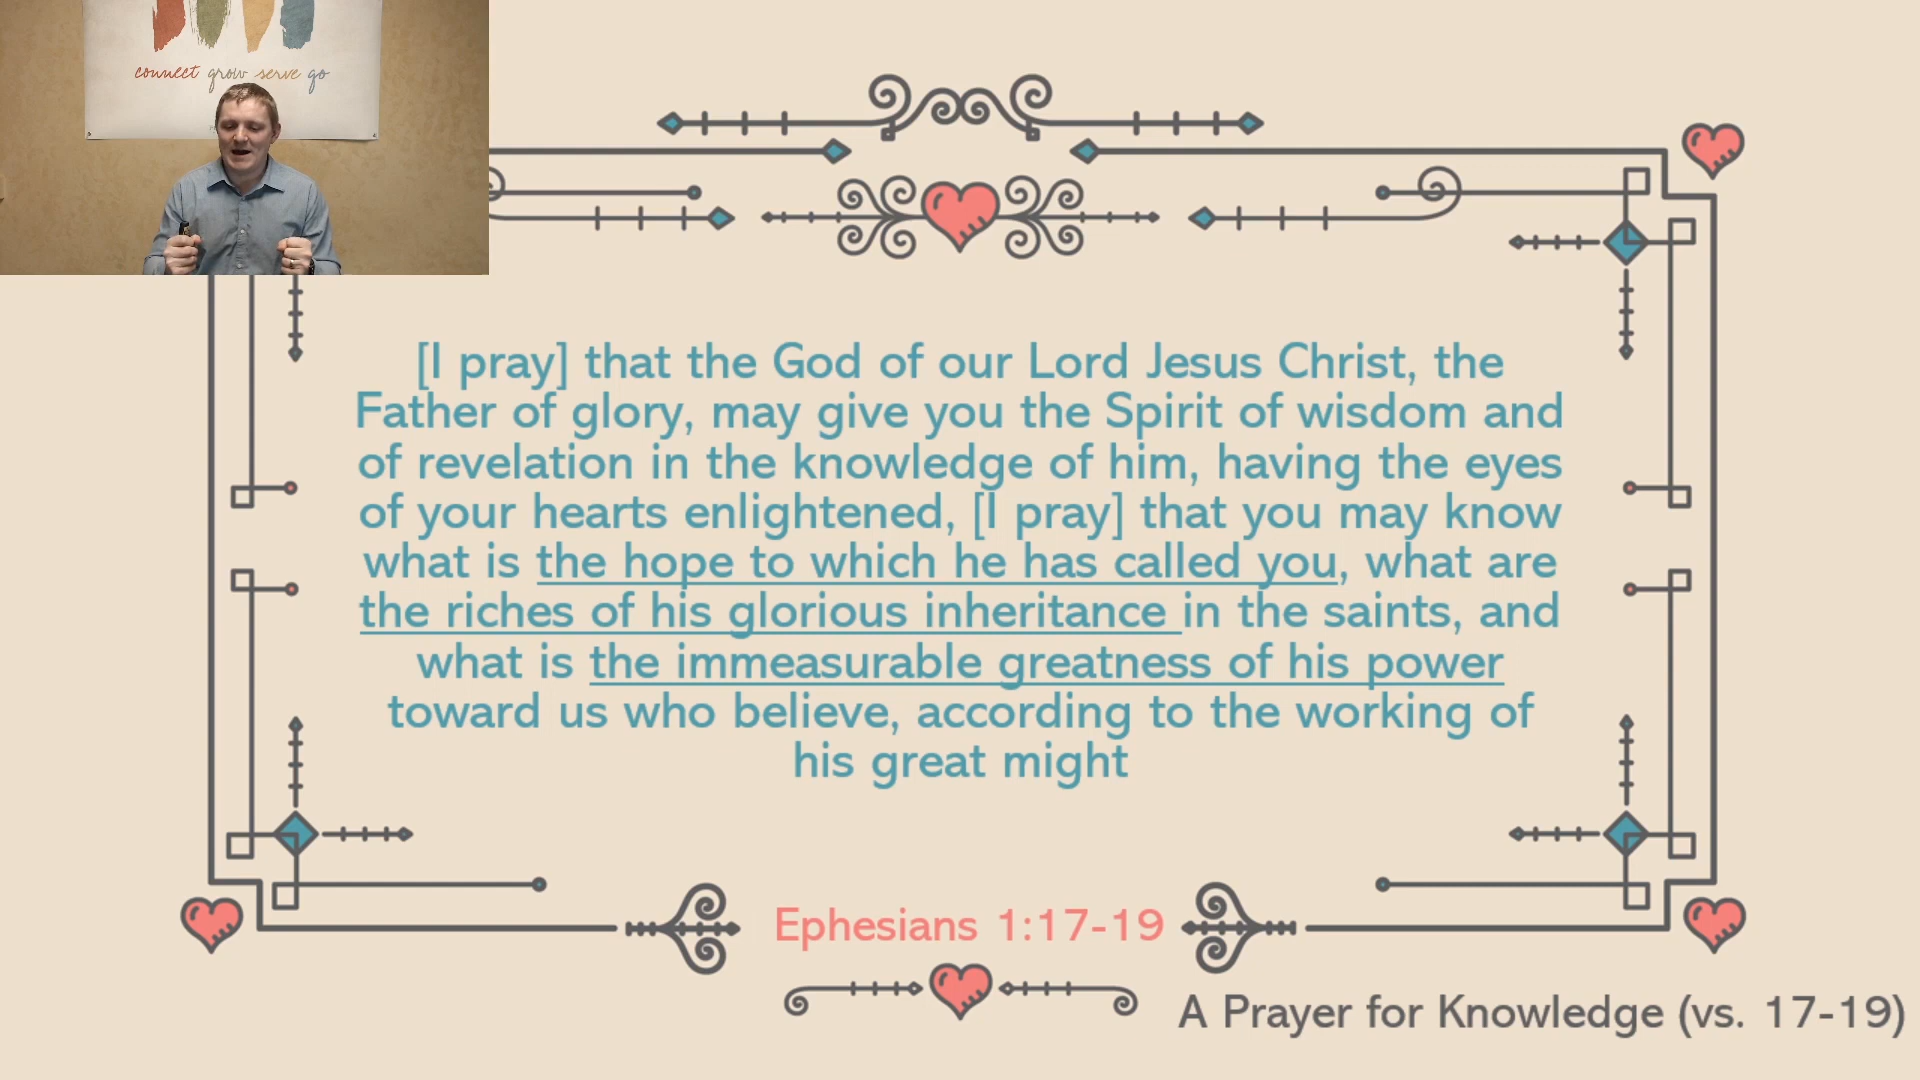 connect grow serve go
[I pray] that the God of our Lord Jesus Christ, the
Father of glory, may give you the Spirit of wisdom and
of revelation in the knowledge of him, having the eyes
of your hearts enlightened, [I pray] that you may know
what is the hope to which he has called you, what are
the riches of his glorious inheritance in the saints, and
what is the immeasurable greatness of his power
toward us who believe, according to the working of
his great might
Ephesians 1:17-19
A Prayer for Knowledge (vs. 17-19)